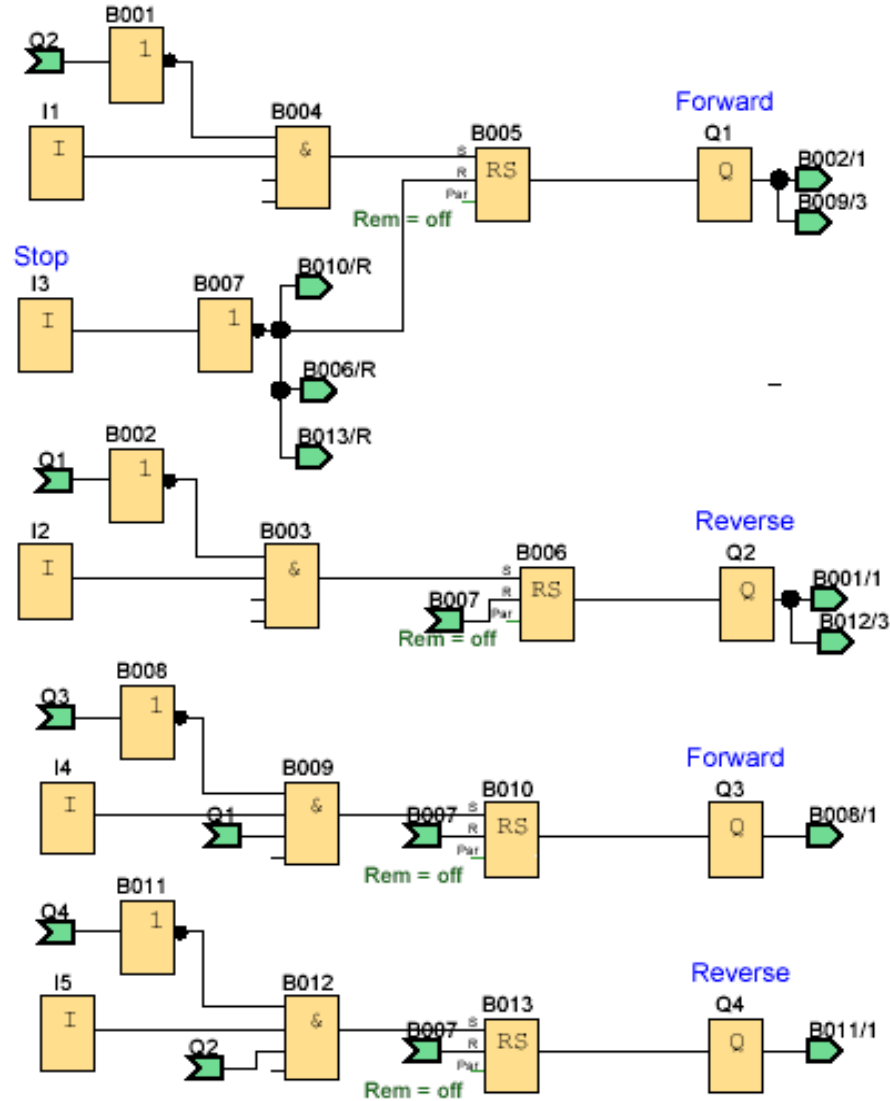 B001
Q2
1
I1
I
B004
&
B005
S
R
Par
RS
Rem = off
Forward
Q1
Q
B002/1
B009/3
Stop
I3
I
B007
1
B010/R
B006/R
B013/R
B002
Q1
1
I2
I
B003
&
B006
S
R
Par
RS
B007
Rem = off
Reverse
Q2
Q
B001/1
B012/3
B008
Q3
1
I4
I
Q1
B009
&
B007
B010
S
R
Par
RS
Rem = off
Forward
Q3
Q
B008/1
B011
Q4
1
I5
I
Q2
B012
&
B007
B013
S
R
Par
RS
Rem = off
Reverse
Q4
Q
B011/1